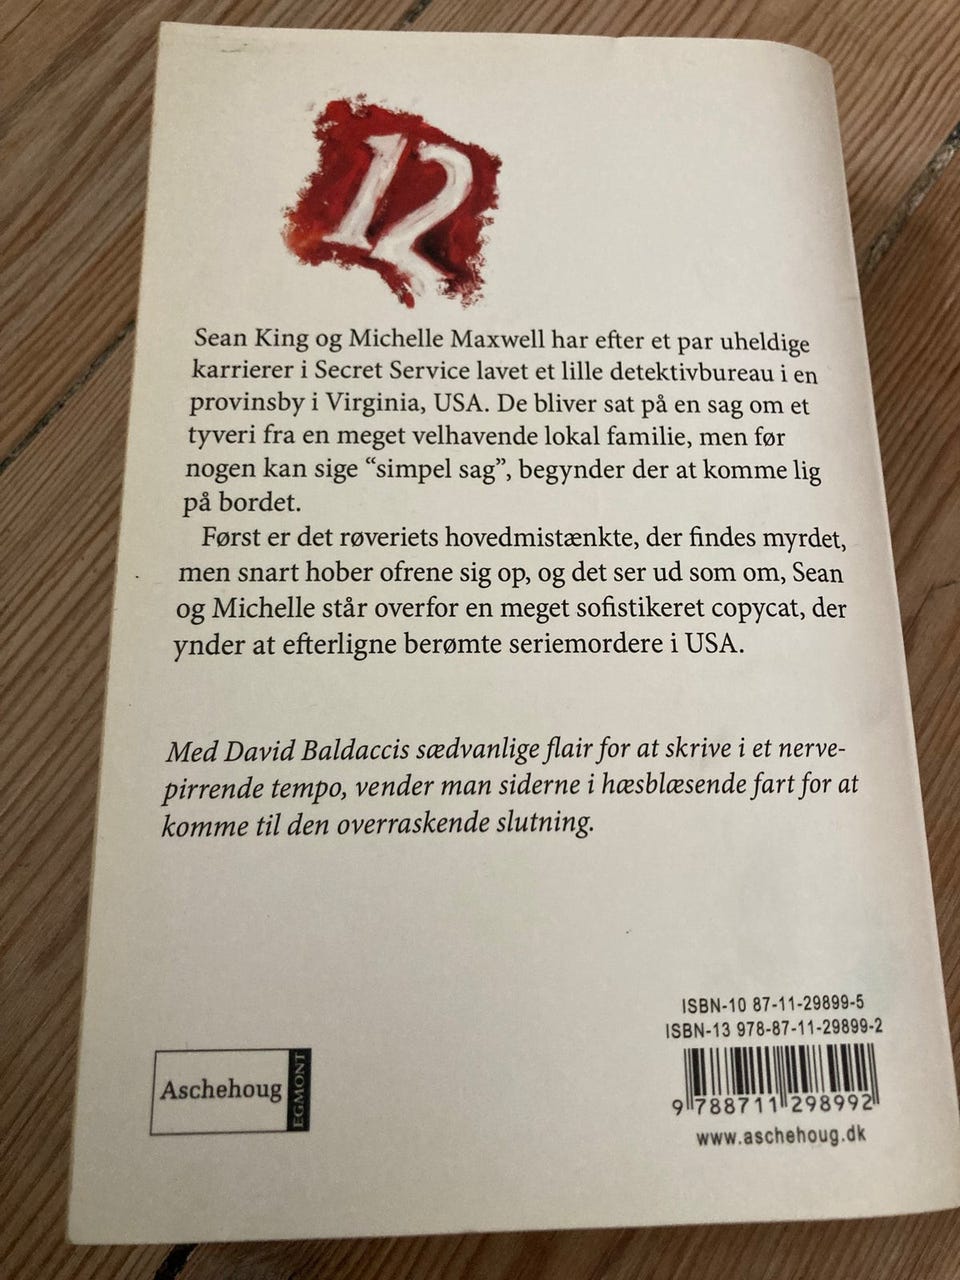 12
Sean King og Michelle Maxwell har efter et par uheldige
karrierer i Secret Service lavet et lille detektivbureau i en
provinsby i Virginia, USA. De bliver sat på en sag om et
tyveri fra en meget velhavende lokal familie, men før
nogen kan sige “simpel sag”, begynder der at komme lig
på bordet.
Først er det røveriets hovedmistænkte, der findes myrdet,
men snart hober ofrene sig op, og det ser ud som om, Sean
og Michelle står overfor en meget sofistikeret copycat, der
ynder at efterligne berømte seriemordere i USA.
Med David Baldaccis sædvanlige flair for at skrive i et nerve-
pirrende tempo, vender man siderne i hæsblæsende fart for at
komme til den overraskende slutning.
ISBN-10 87-11-29899-5
ISBN-13 978-87-11-29899-2
9 788711 298992
www.aschehoug.dk
Aschehoug
EGMONT